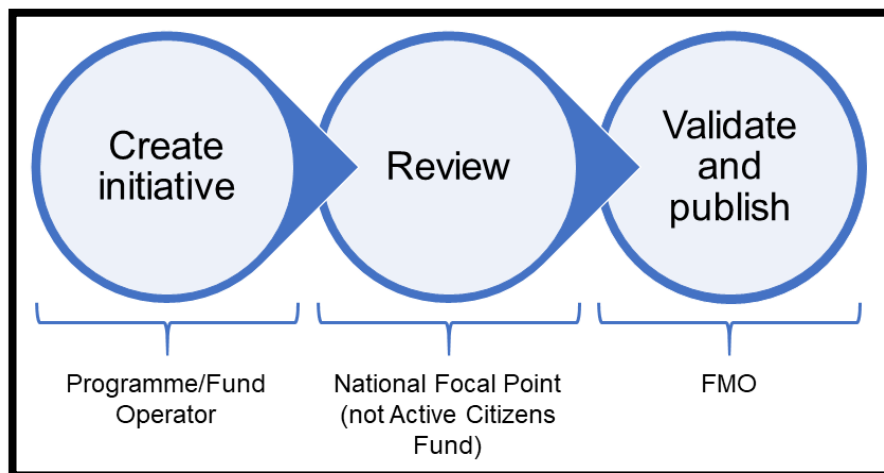 Create
initiative
Review
Validate
and
publish
Programme/Fund
Operator
National Focal Point
(not Active Citizens
Fund)
FMO